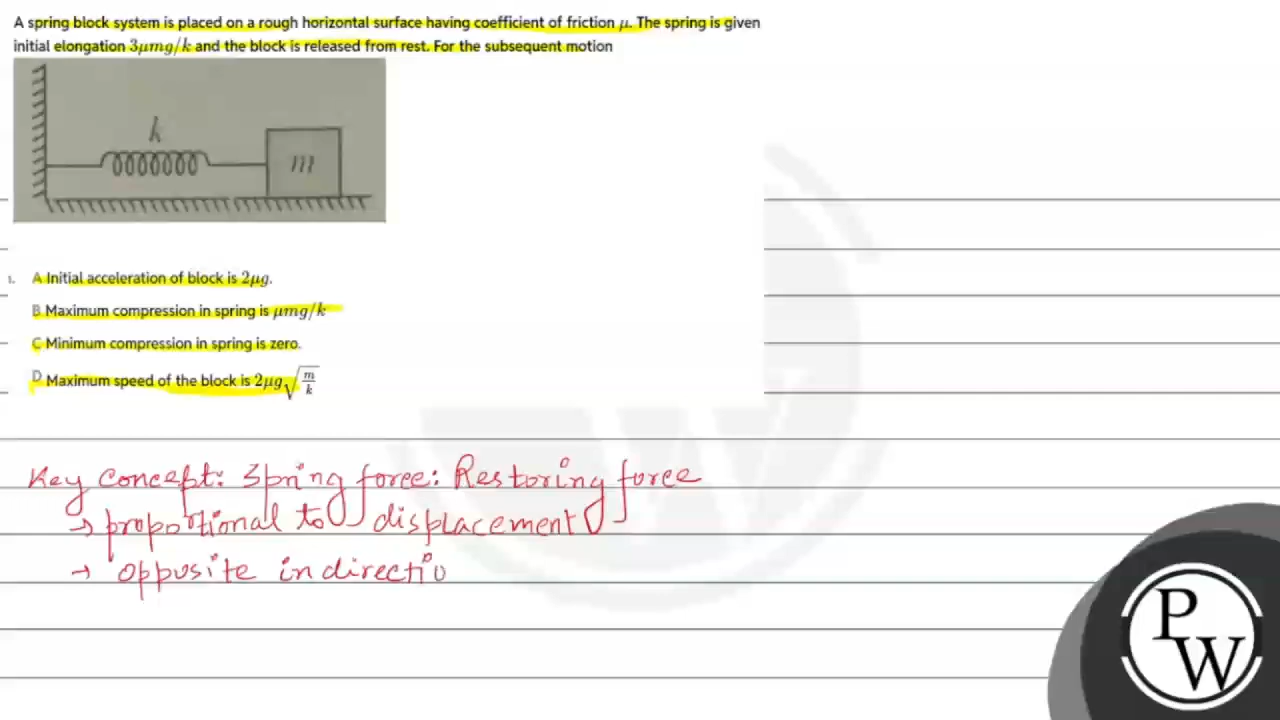 A spring block system is placed on a rough horizontal surface having coefficient of friction μ. The spring is given
initial elongation 3μmg/k and the block is released from rest. For the subsequent motion
k
m
1. A Initial acceleration of block is 2μg.
B Maximum compression in spring is μmg/k
C Minimum compression in spring is zero.
D Maximum speed of the block is 2μg√(m/k)
Key Concept: Spring force: Restoring force
→ proportional to displacement
→ opposite in directio
P
W